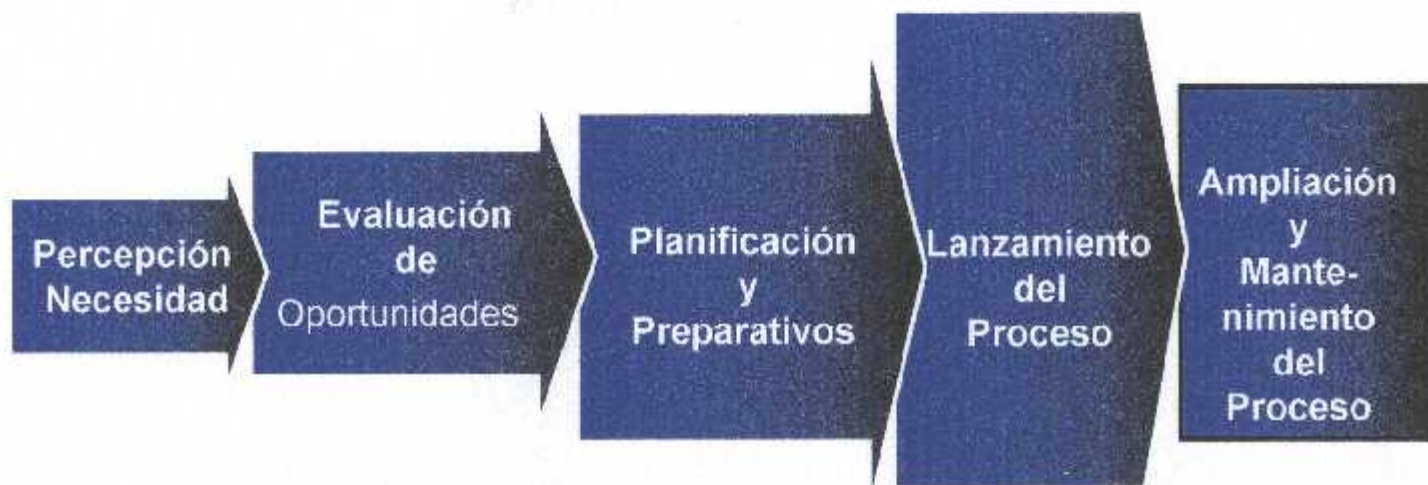 Percepción
Necesidad
Evaluación
de
Oportunidades
Planificación
y
Preparativos
Lanzamiento
del
Proceso
Ampliación
y
Mante-
nimiento
del
Proceso